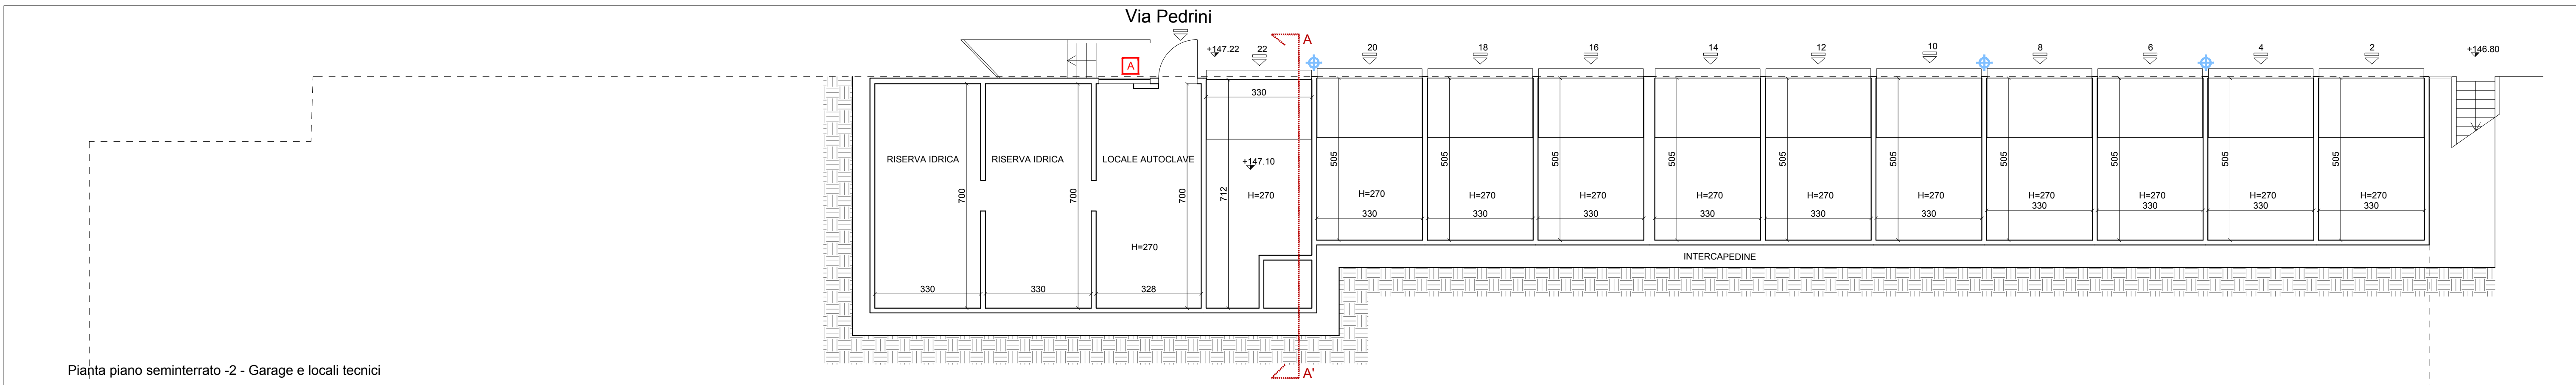 Via Pedrini
A
+147.22
22
20
18
16
14
12
10
8
6
4
2
+146.80
A
330
RISERVA IDRICA
RISERVA IDRICA
LOCALE AUTOCLAVE
+147.10
505
505
505
505
505
505
505
505
505
505
700
700
700
712
H=270
H=270
H=270
H=270
H=270
H=270
H=270
H=270
H=270
H=270
H=270
330
330
330
330
330
330
330
330
330
330
H=270
INTERCAPEDINE
330
330
328
Pianta piano seminterrato -2 - Garage e locali tecnici
A'